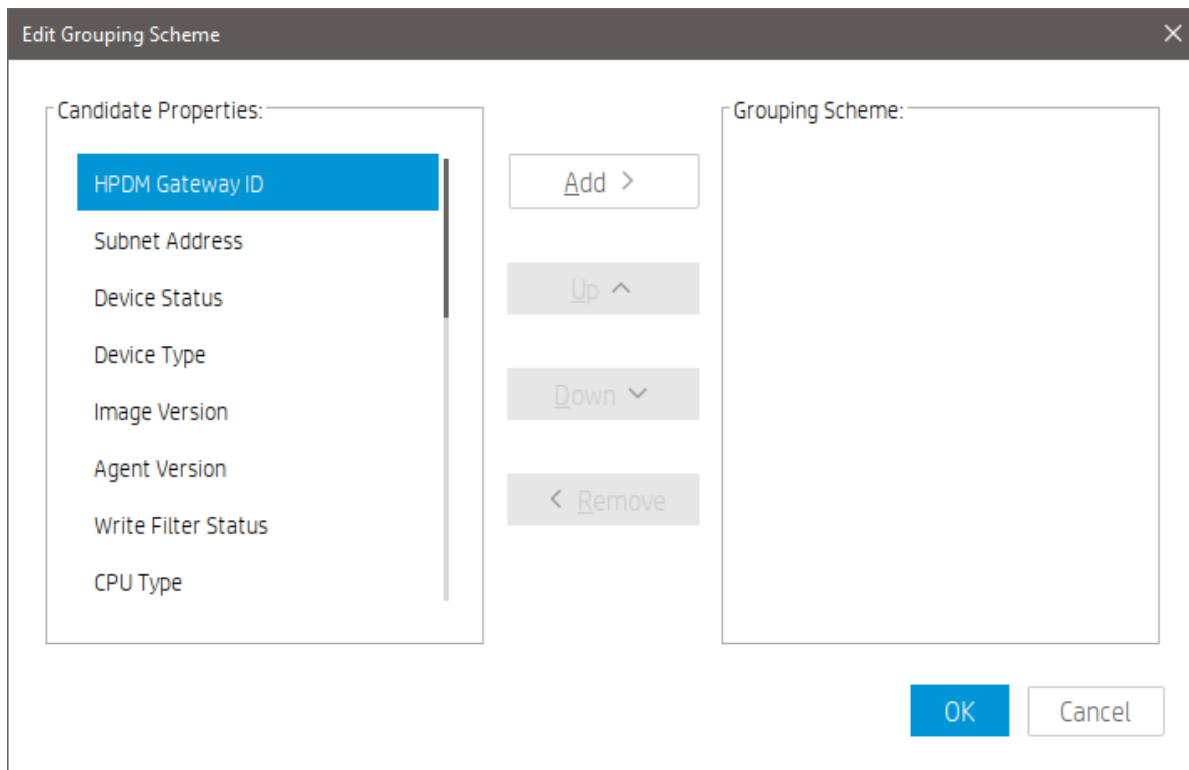 Edit Grouping Scheme
Candidate Properties:
HPDM Gateway ID
Subnet Address
Device Status
Device Type
Image Version
Agent Version
Write Filter Status
CPU Type
Add >
Up
Down
< Remove
Grouping Scheme:
OK
Cancel